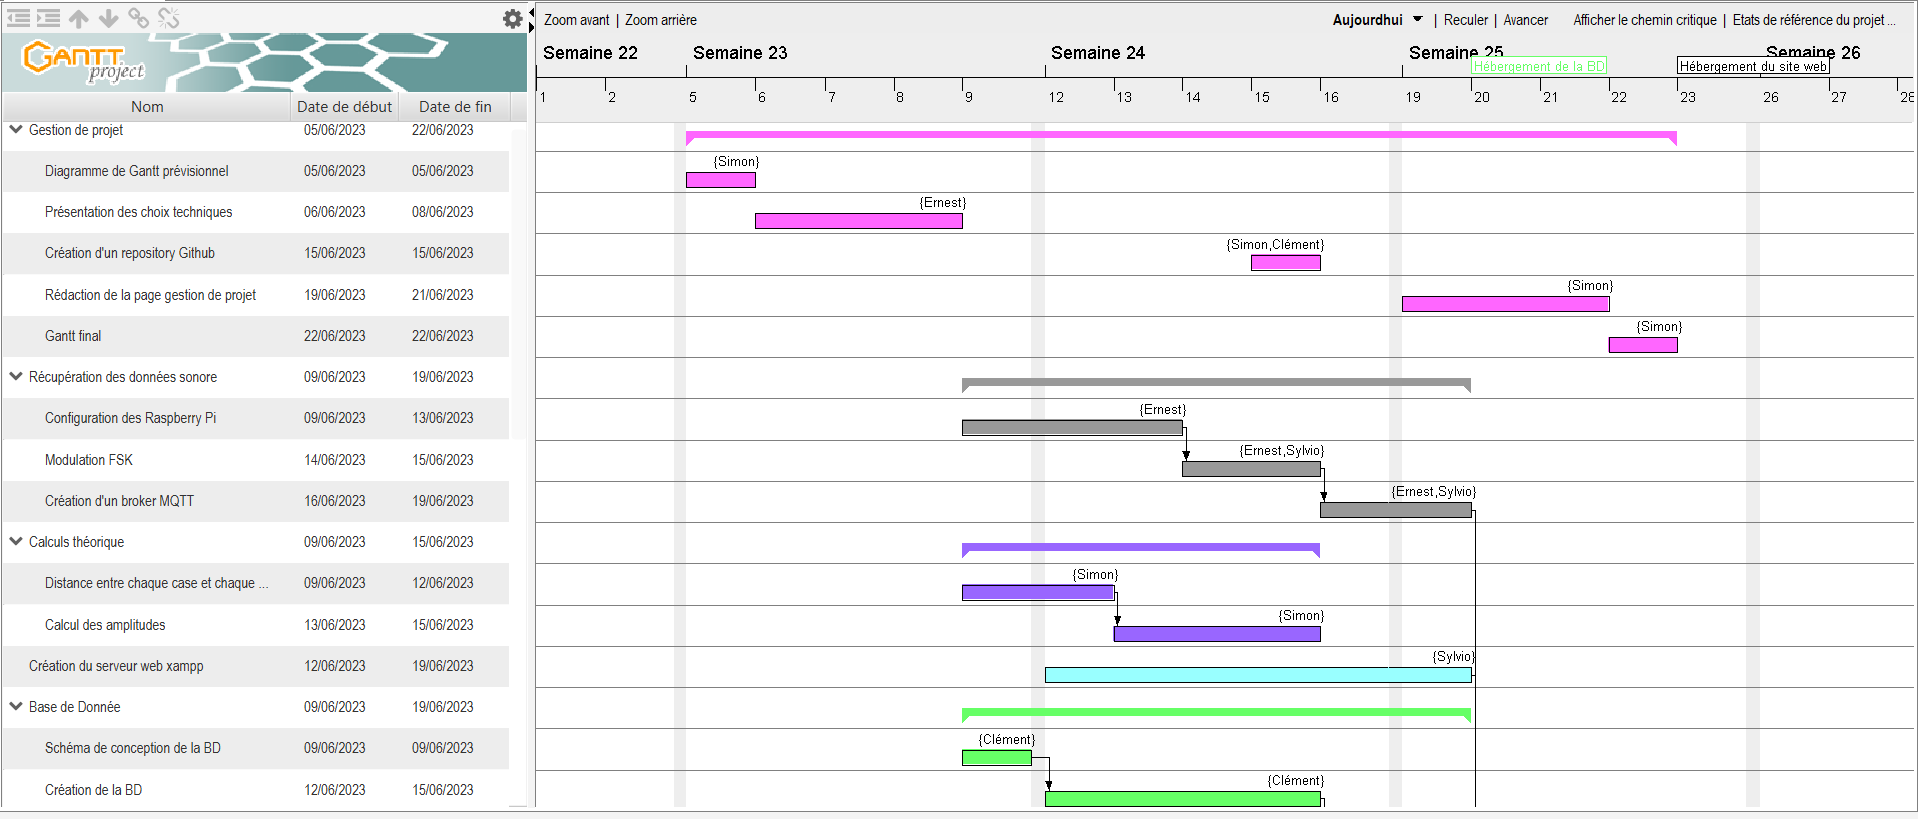 Zoom avant | Zoom arrière
Aujourdhui | Reculer | Avancer Afficher le chemin critique | Etats de référence du projet ...
GANTT project
Semaine 22 Semaine 23 Semaine 24 Semaine 25 Semaine 26
Hébergement de la BD Hébergement du site web
1 2 5 6 7 8 9 12 13 14 15 16 19 20 21 22 23 26 27 28
Nom Date de début Date de fin
Gestion de projet 05/06/2023 22/06/2023
{Simon}
Diagramme de Gantt prévisionnel 05/06/2023 05/06/2023
{Ernest}
Présentation des choix techniques 06/06/2023 08/06/2023
{Simon,Clément}
Création d'un repository Github 15/06/2023 15/06/2023
{Simon}
Rédaction de la page gestion de projet 19/06/2023 21/06/2023
{Simon}
Gantt final 22/06/2023 22/06/2023
Récupération des données sonore 09/06/2023 19/06/2023
{Ernest}
Configuration des Raspberry Pi 09/06/2023 13/06/2023
{Ernest,Sylvio}
Modulation FSK 14/06/2023 15/06/2023
{Ernest,Sylvio}
Création d'un broker MQTT 16/06/2023 19/06/2023
Calculs théorique 09/06/2023 15/06/2023
{Simon}
Distance entre chaque case et chaque ... 09/06/2023 12/06/2023
{Simon}
Calcul des amplitudes 13/06/2023 15/06/2023
{Sylvio}
Création du serveur web xampp 12/06/2023 19/06/2023
Base de Donnée 09/06/2023 19/06/2023
{Clément}
Schéma de conception de la BD 09/06/2023 09/06/2023
{Clément}
Création de la BD 12/06/2023 15/06/2023